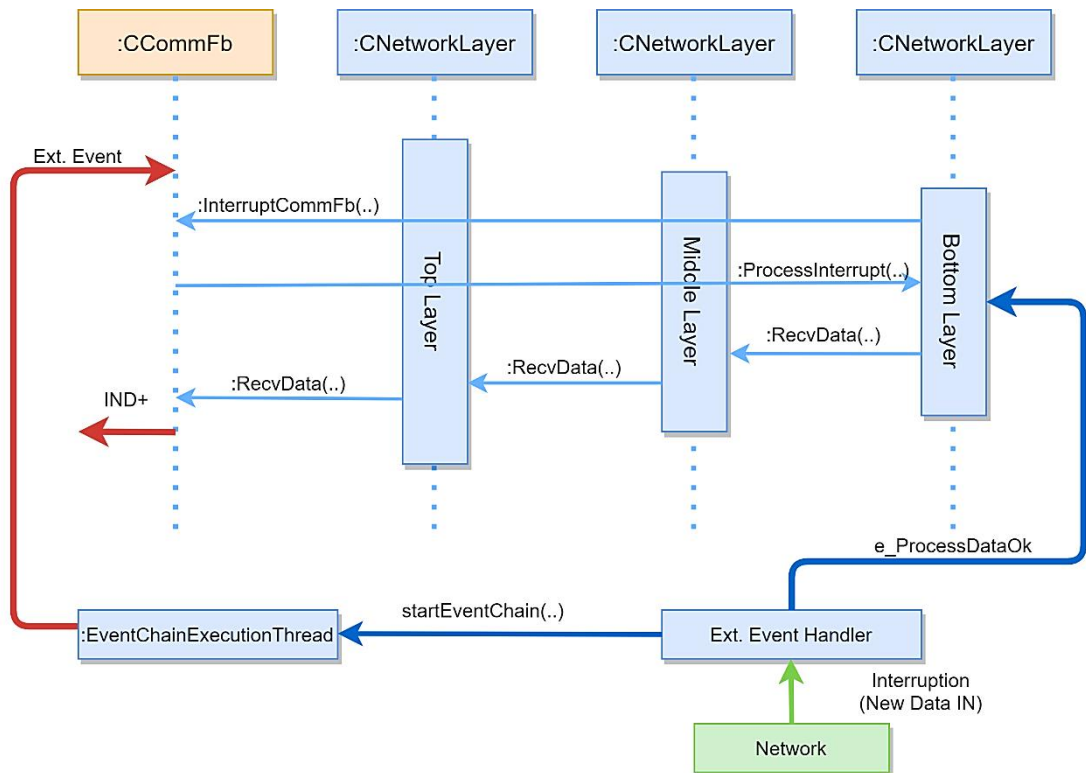 :CCommFb
:CNetworkLayer
:CNetworkLayer
:CNetworkLayer
Ext. Event
:InterruptCommFb(..)
Top Layer
Middle Layer
Bottom Layer
:ProcessInterrupt(..)
:RecvData(..)
:RecvData(..)
:RecvData(..)
IND+
e_ProcessDataOk
startEventChain(..)
:EventChainExecutionThread
Ext. Event Handler
Interruption
(New Data IN)
Network